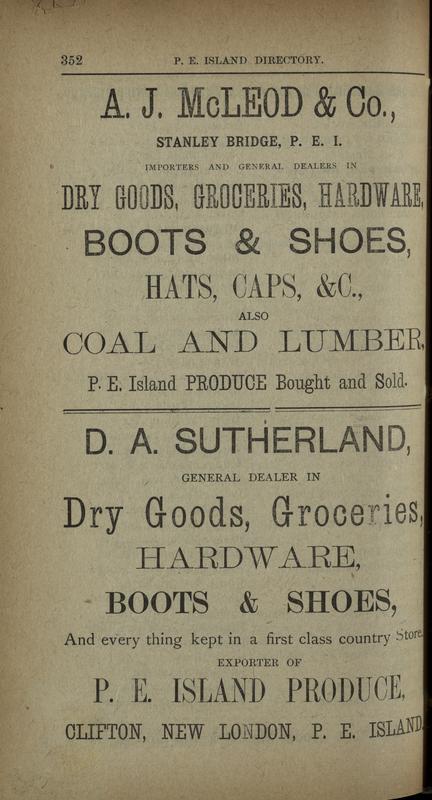 352 P. E. ISLAND DIRECTORY.
A. J. McLEOD & Co.,
STANLEY BRIDGE, P. E. I.
IMPORTERS AND GENERAL DEALERS IN
DRY GOODS, GROCERIES, HARDWARE,
BOOTS & SHOES,
HATS, CAPS, &C.,
ALSO
COAL AND LUMBER,
P. E. Island PRODUCE Bought and Sold.
D. A. SUTHERLAND,
GENERAL DEALER IN
Dry Goods, Groceries,
HARDWARE,
BOOTS & SHOES,
And every thing kept in a first class country Store.
EXPORTER OF
P. E. ISLAND PRODUCE,
CLIFTON, NEW LONDON, P. E. ISLAND.